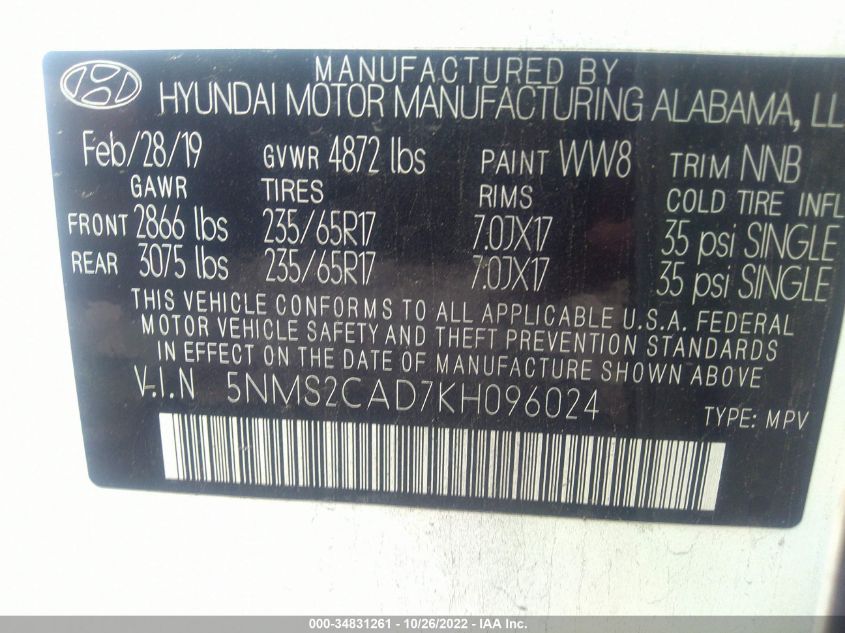 MANUFACTURED BY
HYUNDAI MOTOR MANUFACTURING ALABAMA, LL
Feb/28/19 GVWR 4872 lbs PAINT WW8 TRIM NNB
GAWR TIRES RIMS COLD TIRE INFL
FRONT 2866 lbs 235/65R17 7.0JX17 35 psi SINGLE
REAR 3075 lbs 235/65R17 7.0JX17 35 psi SINGLE
THIS VEHICLE CONFORMS TO ALL APPLICABLE U.S.A. FEDERAL
MOTOR VEHICLE SAFETY AND THEFT PREVENTION STANDARDS
IN EFFECT ON THE DATE OF MANUFACTURE SHOWN ABOVE
V.I.N 5NMS2CAD7KH096024
TYPE: MPV
000-34831261 - 10/26/2022 - IAA Inc.